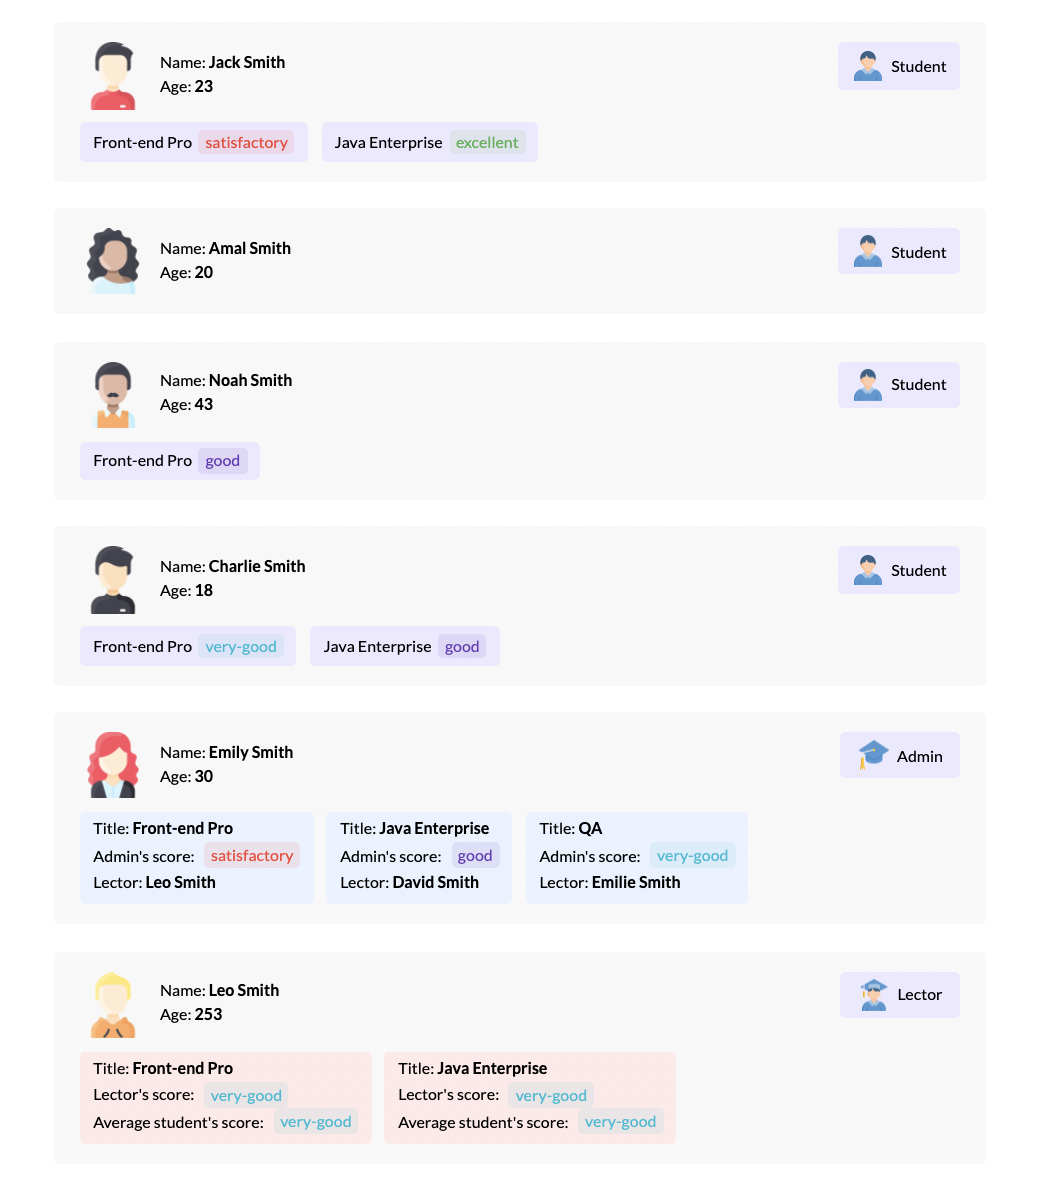 Name: Jack Smith
Student
Age: 23
Front-end Pro satisfactory Java Enterprise excellent
Name: Amal Smith
Student
Age: 20
Name: Noah Smith
Student
Age: 43
Front-end Pro good
Name: Charlie Smith
Student
Age: 18
Front-end Pro very-good Java Enterprise good
Name: Emily Smith
Admin
Age: 30
Title: Front-end Pro
Admin's score: satisfactory
Lector: Leo Smith
Title: Java Enterprise
Admin's score: good
Lector: David Smith
Title: QA
Admin's score: very-good
Lector: Emilie Smith
Name: Leo Smith
Lector
Age: 253
Title: Front-end Pro
Lector's score: very-good
Average student's score: very-good
Title: Java Enterprise
Lector's score: very-good
Average student's score: very-good